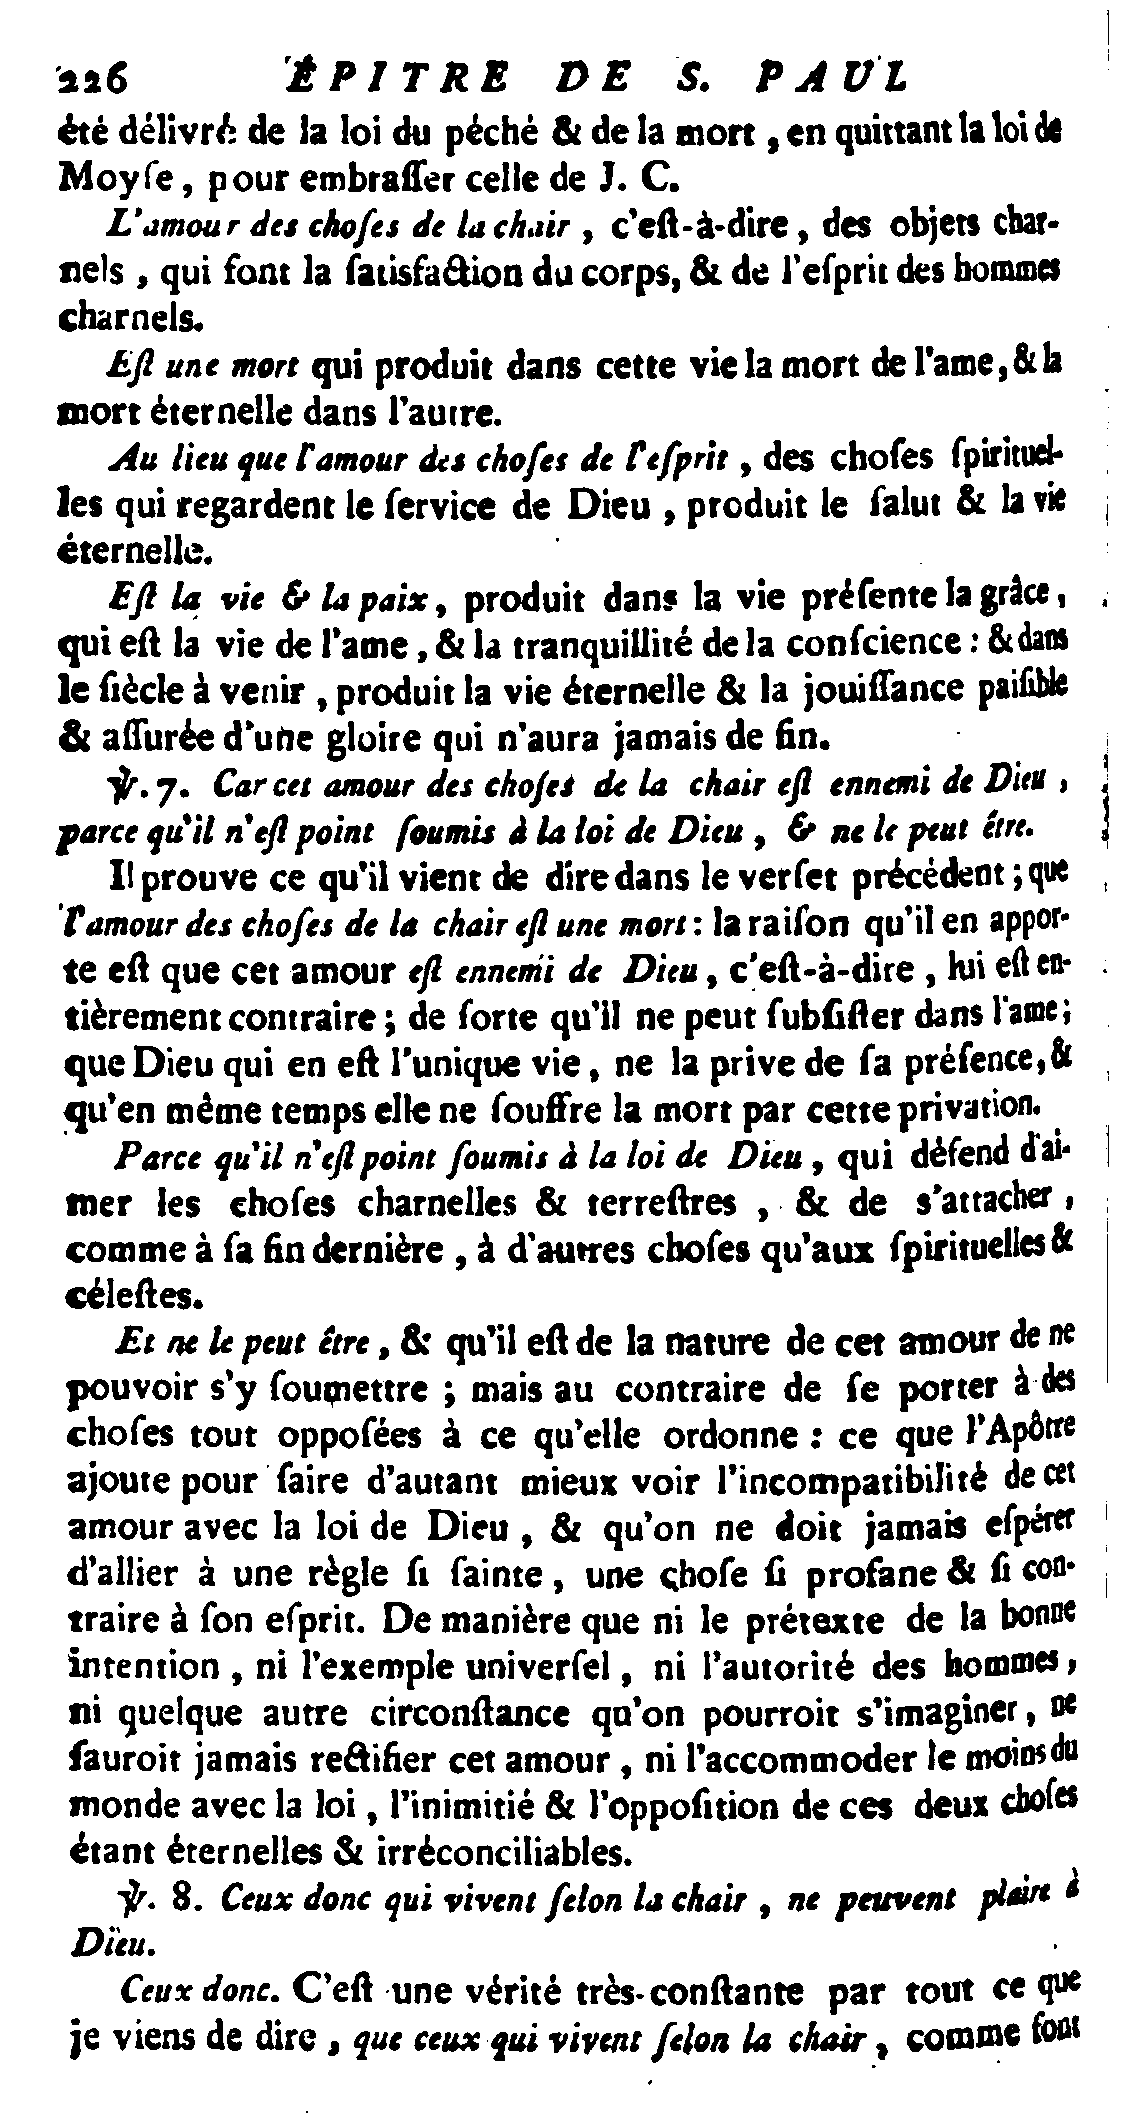 226 ÉPITRE DE S. PAUL
été délivré de la loi du péché & de la mort, en quittant la loi de
Moyſe, pour embraſſer celle de J. C.
L'amour des choſes de la chair, c'eſt-à-dire, des objets char-
nels, qui font la ſatisfaction du corps, & de l'eſprit des hommes
charnels.
Eſt une mort qui produit dans cette vie la mort de l'ame, & la
mort éternelle dans l'autre.
Au lieu que l'amour des choſes de l'eſprit, des choſes ſpirituel-
les qui regardent le ſervice de Dieu, produit le ſalut & la vie
éternelle.
Eſt la vie & la paix, produit dans la vie préſente la grâce,
qui eſt la vie de l'ame, & la tranquillité de la conſcience : & dans
le ſiècle à venir, produit la vie éternelle & la jouiſſance paiſible
& aſſurée d'une gloire qui n'aura jamais de fin.
℣. 7. Car cet amour des choſes de la chair eſt ennemi de Dieu,
parce qu'il n'eſt point ſoumis à la loi de Dieu, & ne le peut être.
Il prouve ce qu'il vient de dire dans le verſet précédent ; que
l'amour des choſes de la chair eſt une mort : la raiſon qu'il en appor-
te eſt que cet amour eſt ennemi de Dieu, c'eſt-à-dire, lui eſt en-
tièrement contraire ; de ſorte qu'il ne peut ſubſiſter dans l'ame ;
que Dieu qui en eſt l'unique vie, ne la prive de ſa préſence, &
qu'en même temps elle ne ſouffre la mort par cette privation.
Parce qu'il n'eſt point ſoumis à la loi de Dieu, qui défend d'ai-
mer les choſes charnelles & terreſtres, & de s'attacher,
comme à ſa fin dernière, à d'autres choſes qu'aux ſpirituelles &
céleſtes.
Et ne le peut être, & qu'il eſt de la nature de cet amour de ne
pouvoir s'y ſoumettre ; mais au contraire de ſe porter à des
choſes tout oppoſées à ce qu'elle ordonne : ce que l'Apôtre
ajoute pour faire d'autant mieux voir l'incompatibilité de cet
amour avec la loi de Dieu, & qu'on ne doit jamais eſpérer
d'allier à une règle ſi ſainte, une choſe ſi profane & ſi con-
traire à ſon eſprit. De manière que ni le prétexte de la bonne
intention, ni l'exemple univerſel, ni l'autorité des hommes,
ni quelque autre circonſtance qu'on pourroit s'imaginer, ne
ſauroit jamais rectifier cet amour, ni l'accommoder le moins du
monde avec la loi, l'inimitié & l'oppoſition de ces deux choſes
étant éternelles & irréconciliables.
℣. 8. Ceux donc qui vivent ſelon la chair, ne peuvent plaire à
Dieu.
Ceux donc. C'eſt une vérité très-conſtante par tout ce que
je viens de dire, que ceux qui vivent ſelon la chair, comme font